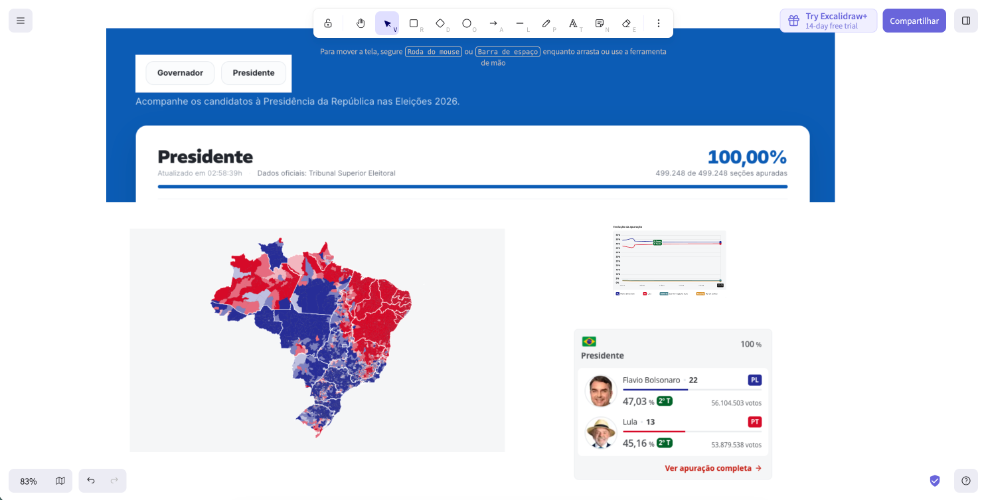 V
R
D
O
A
L
P
T
N
E
Try Excalidraw+
14-day free trial
Compartilhar
Para mover a tela, segure Roda do mouse ou Barra de espaço enquanto arrasta ou use a ferramenta
de mão
Governador
Presidente
Acompanhe os candidatos à Presidência da República nas Eleições 2026.
Presidente
100,00%
Atualizado em 02:58:39h
Dados oficiais: Tribunal Superior Eleitoral
499.248 de 499.248 seções apuradas
100 %
Presidente
Flavio Bolsonaro · 22
PL
47,03 % 2º T
56.104.503 votos
Lula · 13
PT
45,16 % 2º T
53.879.538 votos
Ver apuração completa →
83%